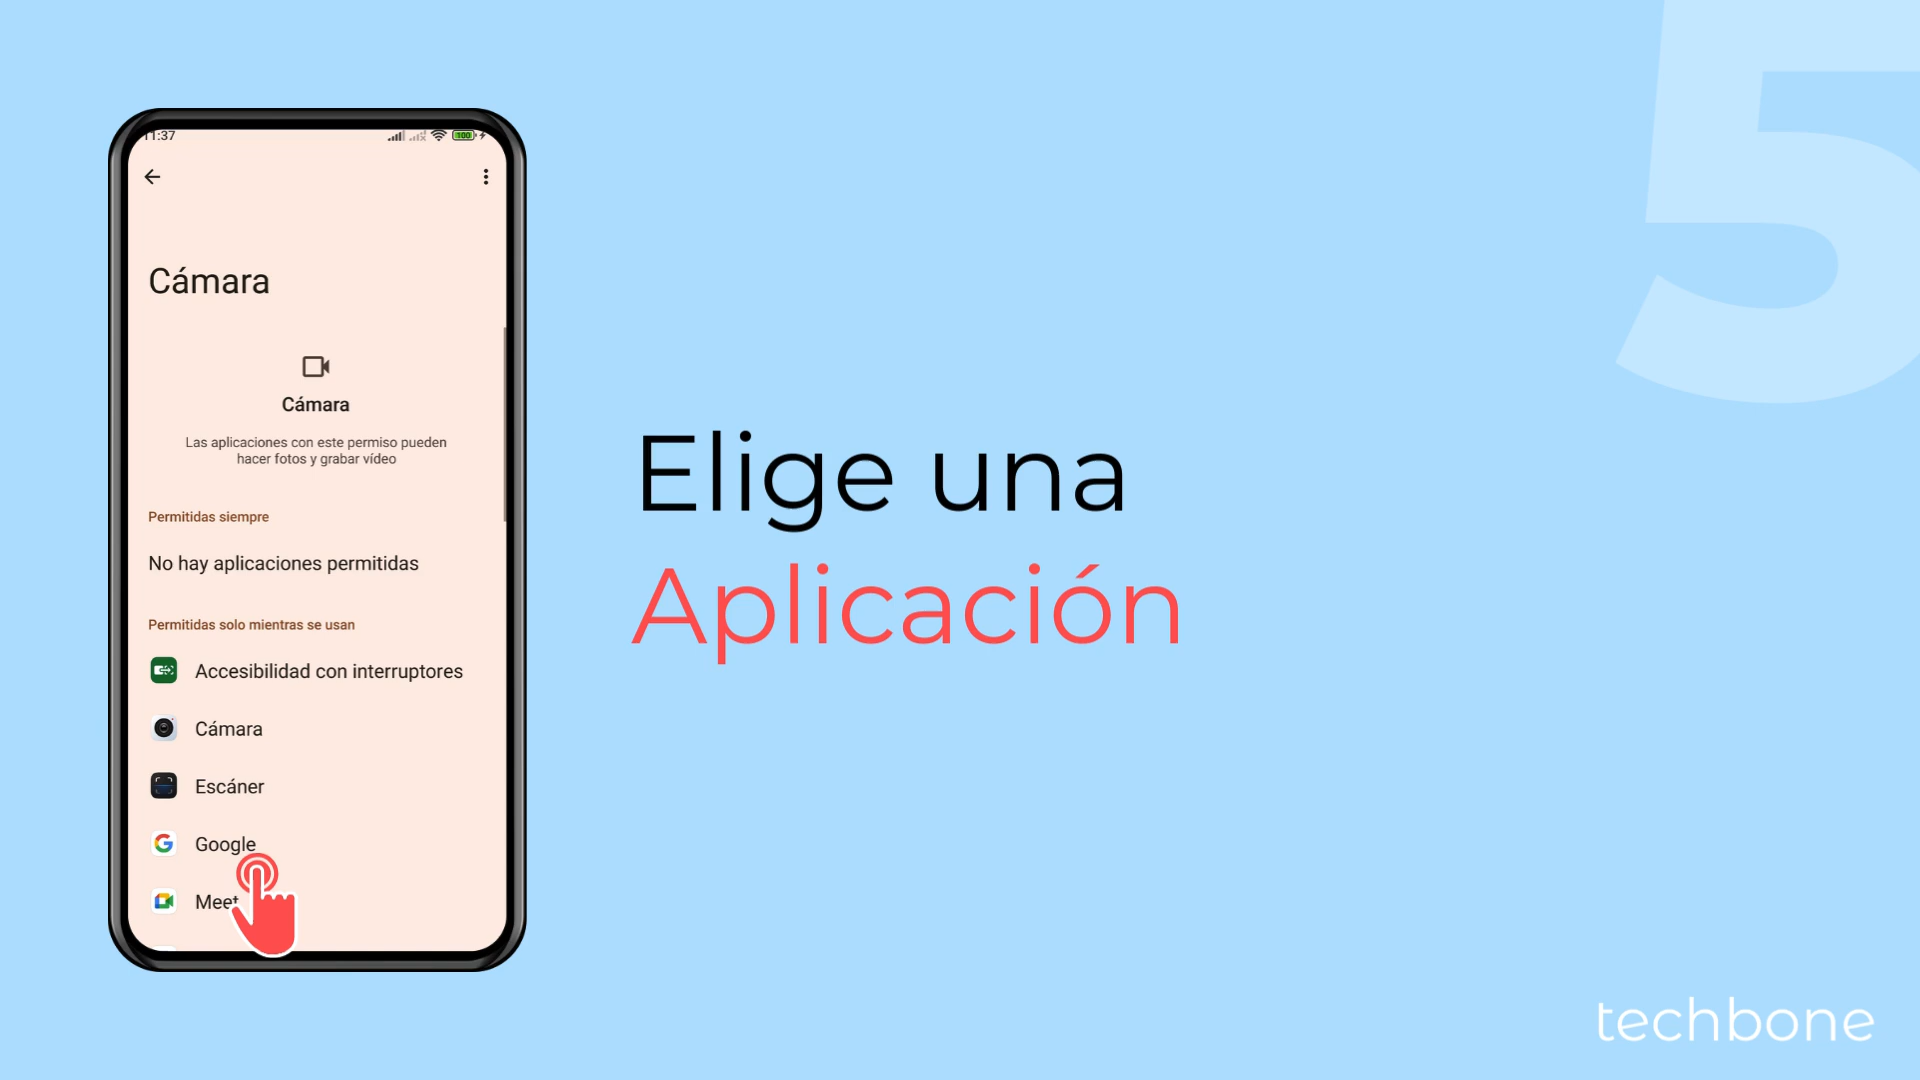 5
11:37
100
Cámara
Cámara
Las aplicaciones con este permiso pueden
hacer fotos y grabar vídeo
Permitidas siempre
No hay aplicaciones permitidas
Permitidas solo mientras se usan
Accesibilidad con interruptores
Cámara
Escáner
Google
Meet
Elige una
Aplicación
techbone